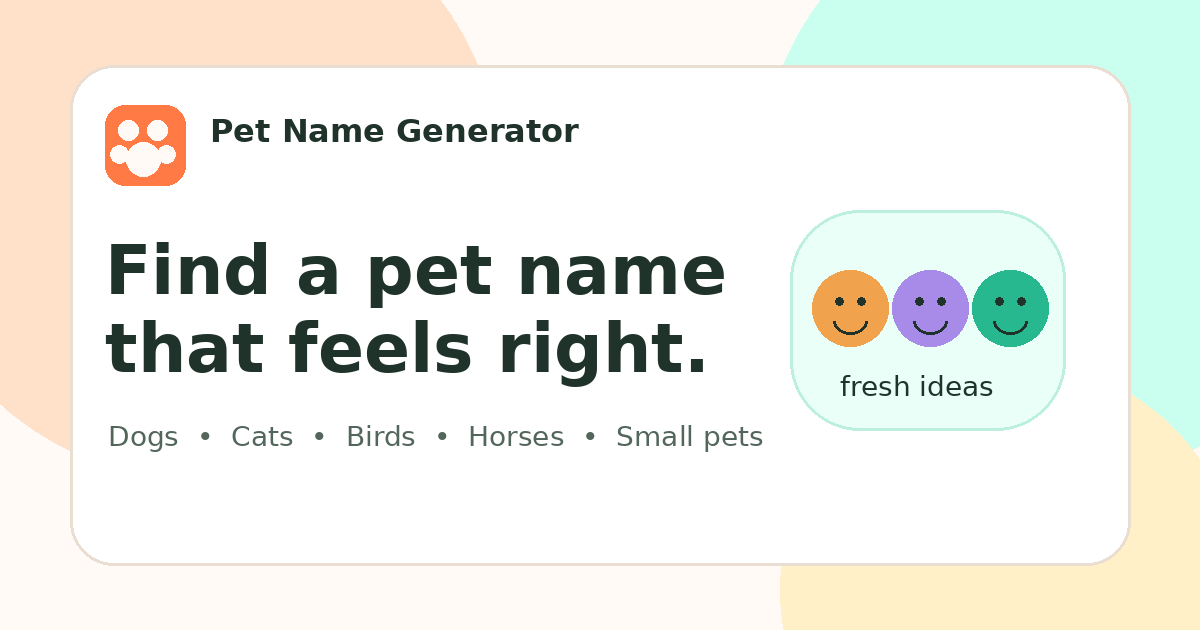 Pet Name Generator
Find a pet name
that feels right.
Dogs • Cats • Birds • Horses • Small pets
fresh ideas